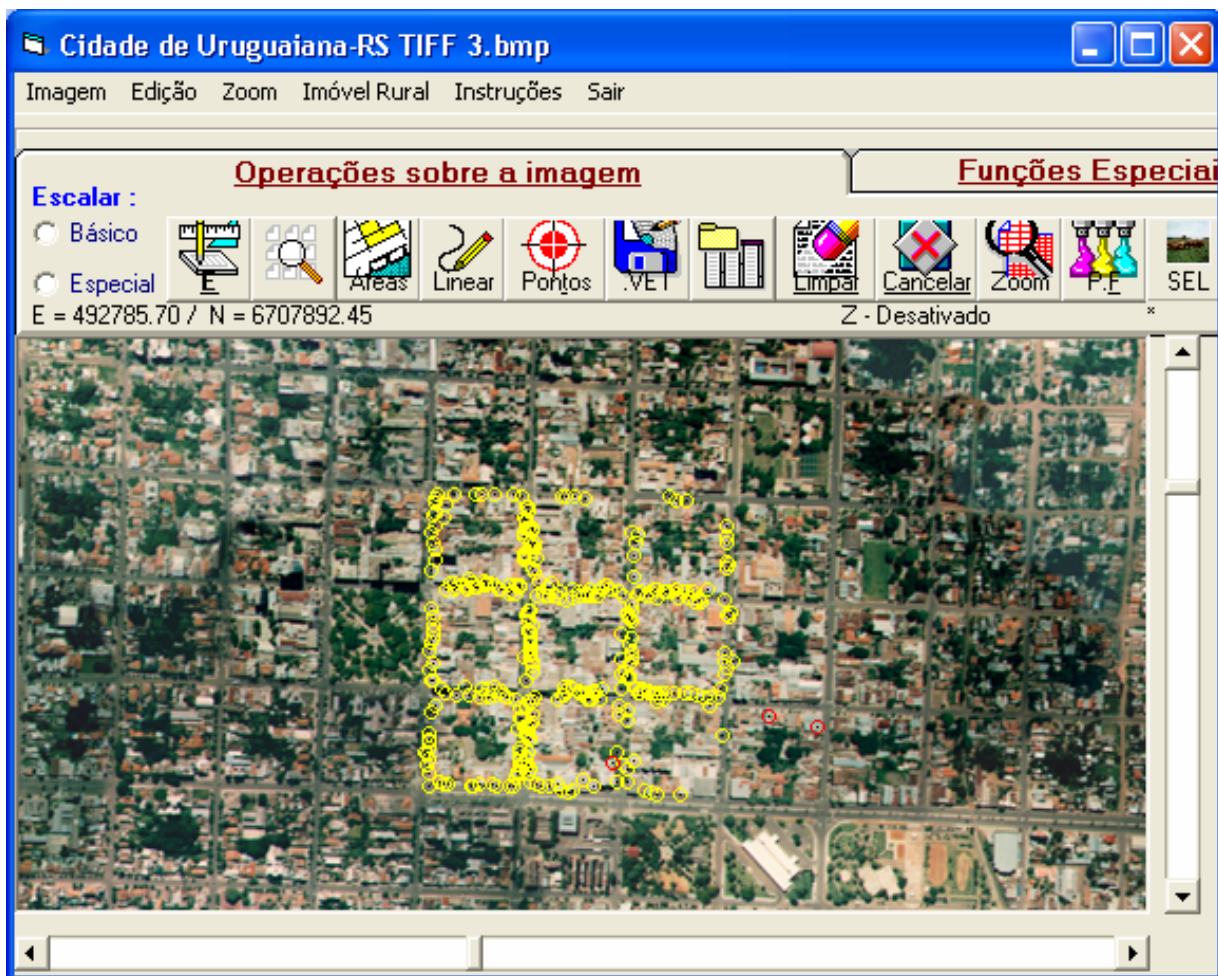 Cidade de Uruguaiana-RS TIFF 3.bmp
Imagem Edição Zoom Imóvel Rural Instruções Sair
Operações sobre a imagem
Funções Especiai
Escalar :
Básico
Especial
E
Áreas
Linear
Pontos
.VET
Limpar
Cancelar
Zoom
P.E
SEL
E = 492785.70 / N = 6707892.45
Z - Desativado
×